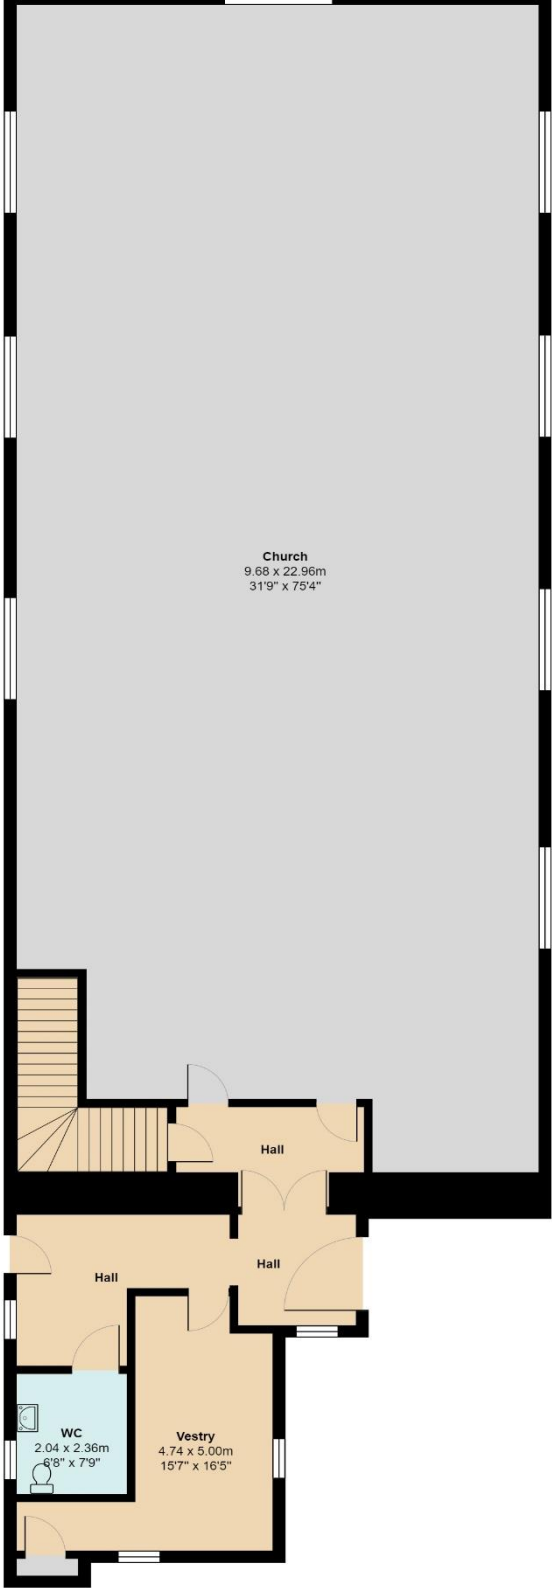 Church
9.68 x 22.96m
31'9" x 75'4"
Hall
Hall
Hall
WC
2.04 x 2.36m
6'8" x 7'9"
Vestry
4.74 x 5.00m
15'7" x 16'5"